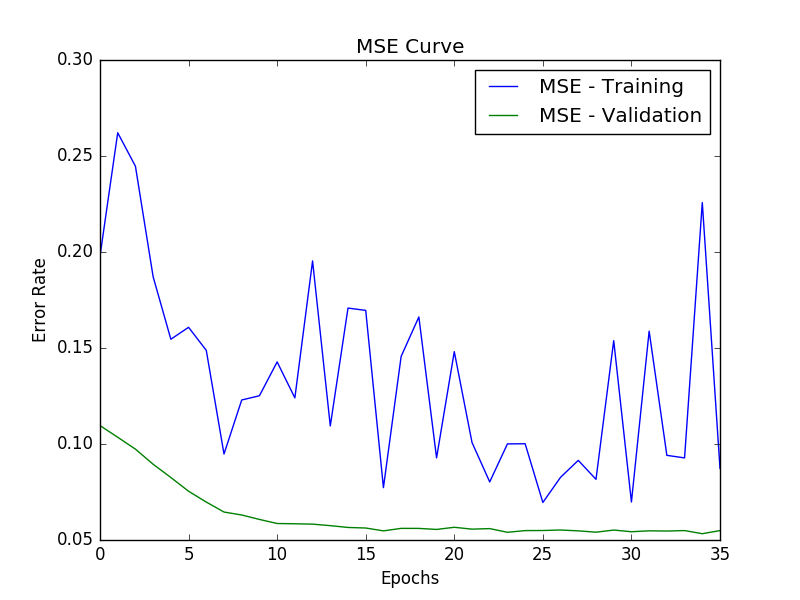 MSE Curve
MSE - Training
MSE - Validation
0.30
0.25
0.20
0.15
0.10
0.05
Error Rate
0 5 10 15 20 25 30 35
Epochs